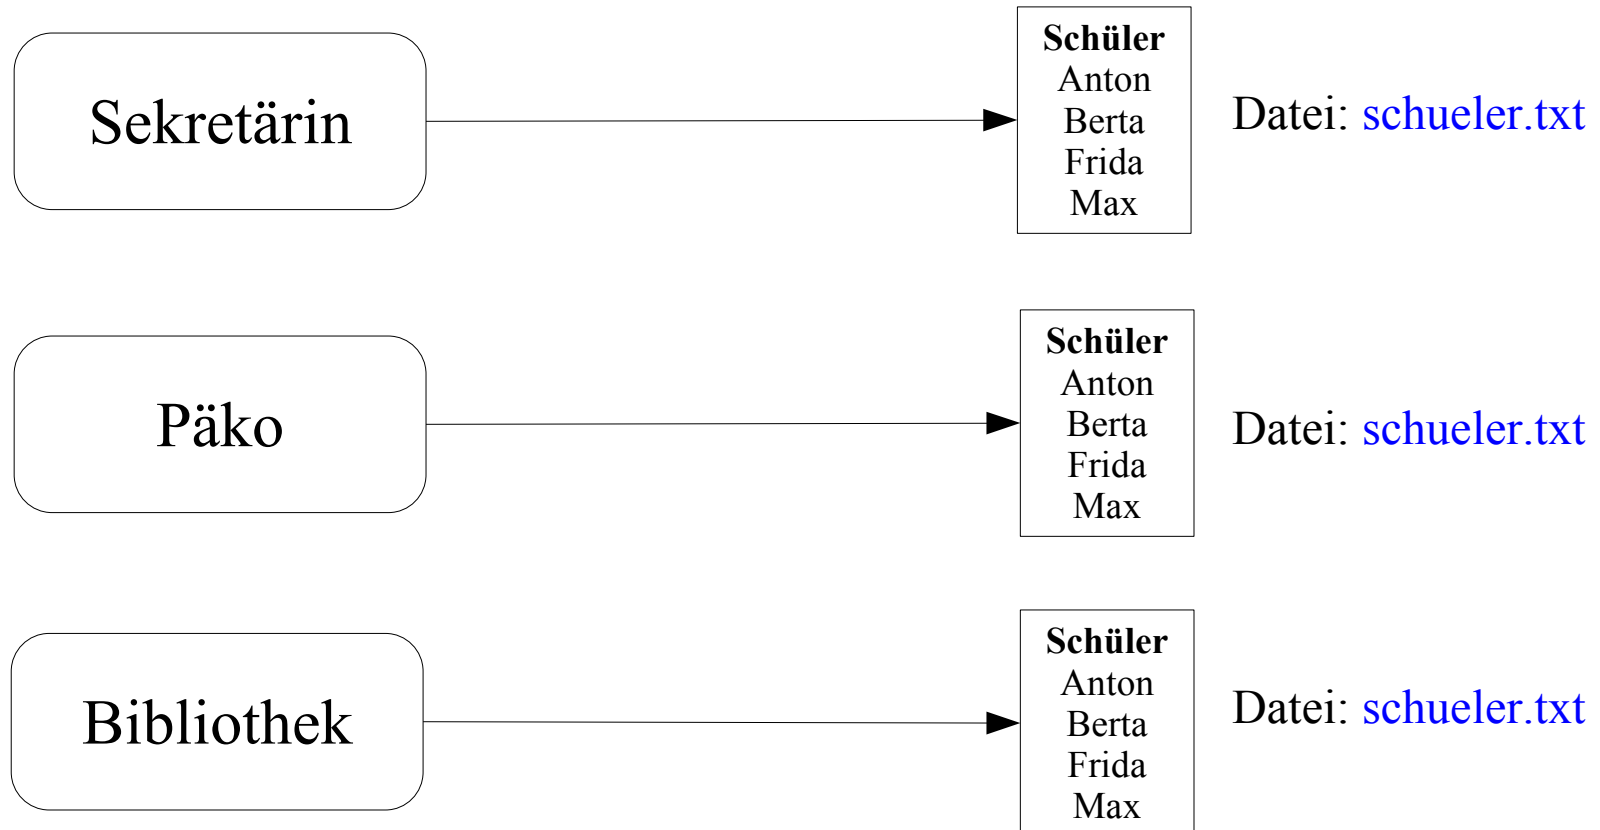 Sekretärin
Schüler
Anton
Berta
Frida
Max
Datei: schueler.txt
Päko
Schüler
Anton
Berta
Frida
Max
Datei: schueler.txt
Bibliothek
Schüler
Anton
Berta
Frida
Max
Datei: schueler.txt